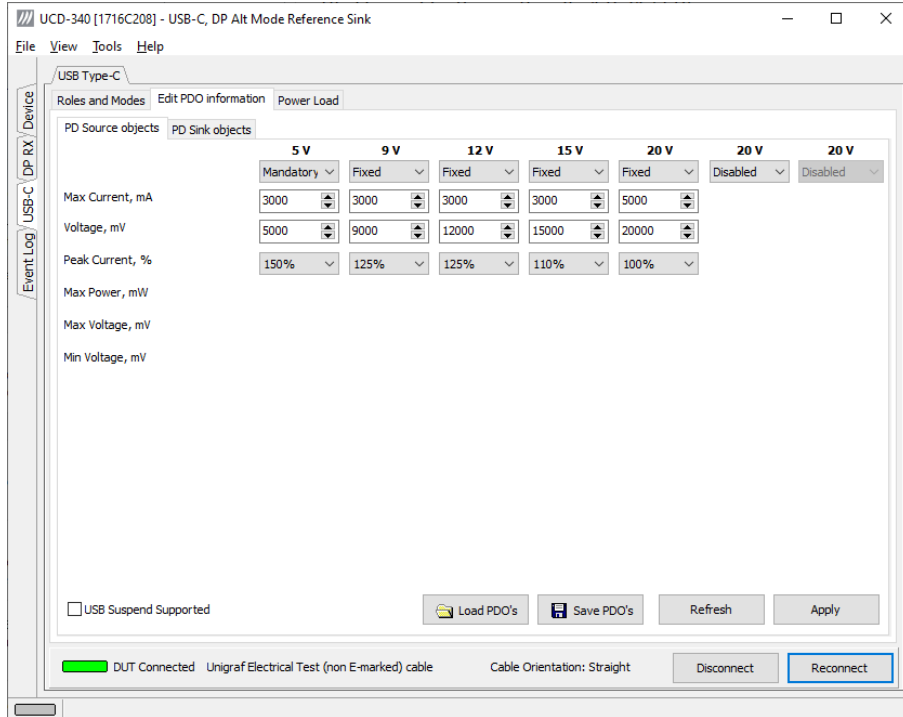 UCD-340 [1716C208] - USB-C, DP Alt Mode Reference Sink
File View Tools Help
USB Type-C
Roles and Modes Edit PDO information Power Load
PD Source objects PD Sink objects
5 V 9 V 12 V 15 V 20 V 20 V 20 V
Mandatory Fixed Fixed Fixed Fixed Disabled Disabled
Max Current, mA 3000 3000 3000 3000 5000
Voltage, mV 5000 9000 12000 15000 20000
Peak Current, % 150% 125% 125% 110% 100%
Max Power, mW
Max Voltage, mV
Min Voltage, mV
USB Suspend Supported Load PDO's Save PDO's Refresh Apply
DUT Connected Unigraf Electrical Test (non E-marked) cable Cable Orientation: Straight Disconnect Reconnect
Device
DP RX
USB-C
Event Log